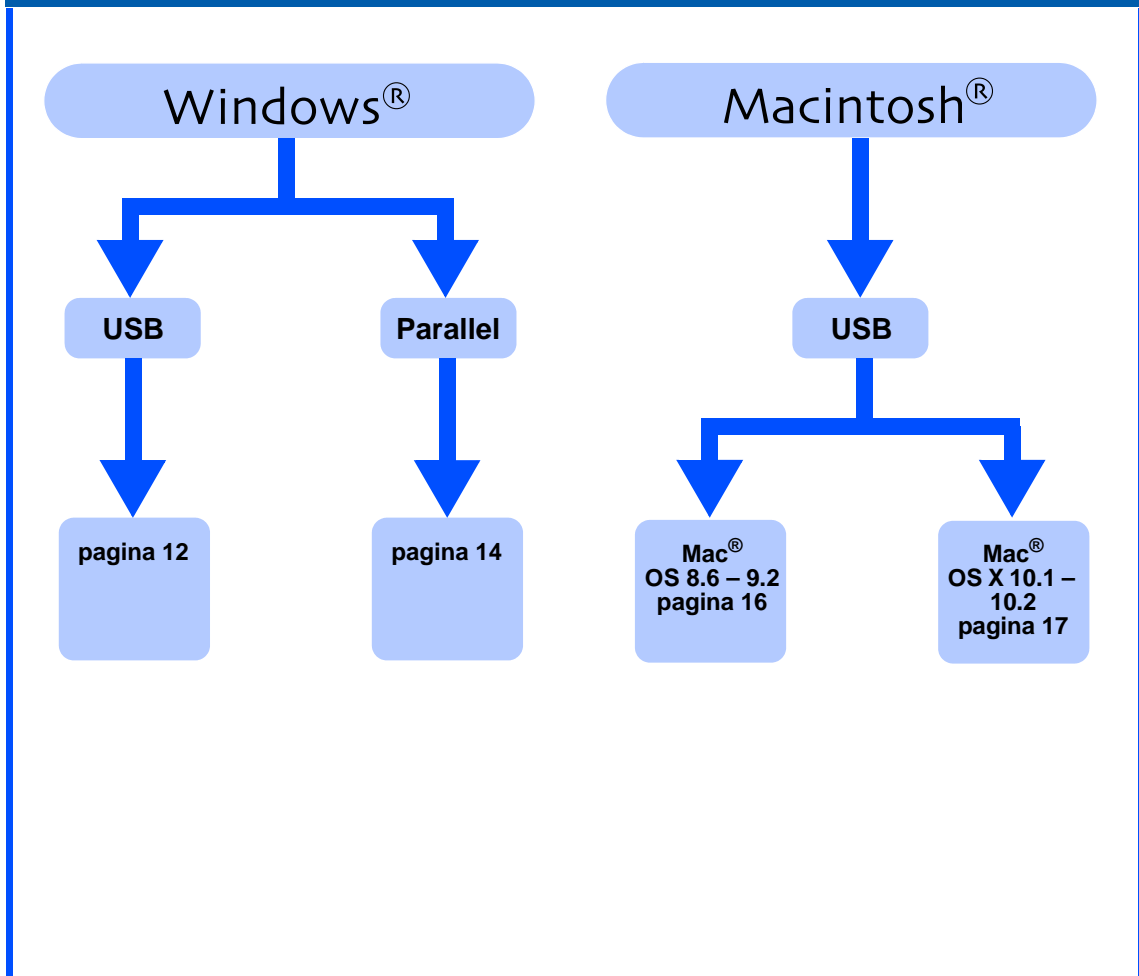 Windows®
Macintosh®
USB
Parallel
USB
pagina 12
pagina 14
Mac®
OS 8.6 – 9.2
pagina 16
Mac®
OS X 10.1 –
10.2
pagina 17